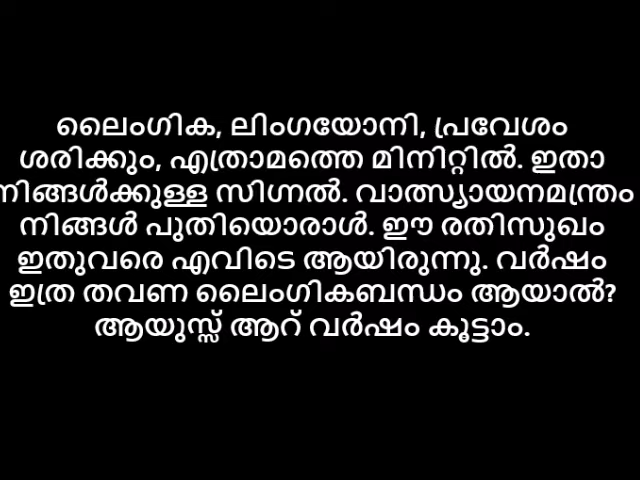 ലൈംഗിക, ലിംഗയോനി, പ്രവേശം
ശരിക്കും, എത്രാമത്തെ മിനിറ്റിൽ. ഇതാ
നിങ്ങൾക്കുള്ള സിഗ്നൽ. വാത്സ്യായനമന്ത്രം
നിങ്ങൾ പുതിയൊരാൾ. ഈ രതിസുഖം
ഇതുവരെ എവിടെ ആയിരുന്നു. വർഷം
ഇത്ര തവണ ലൈംഗികബന്ധം ആയാൽ?
ആയുസ്സ് ആറ് വർഷം കൂട്ടാം.